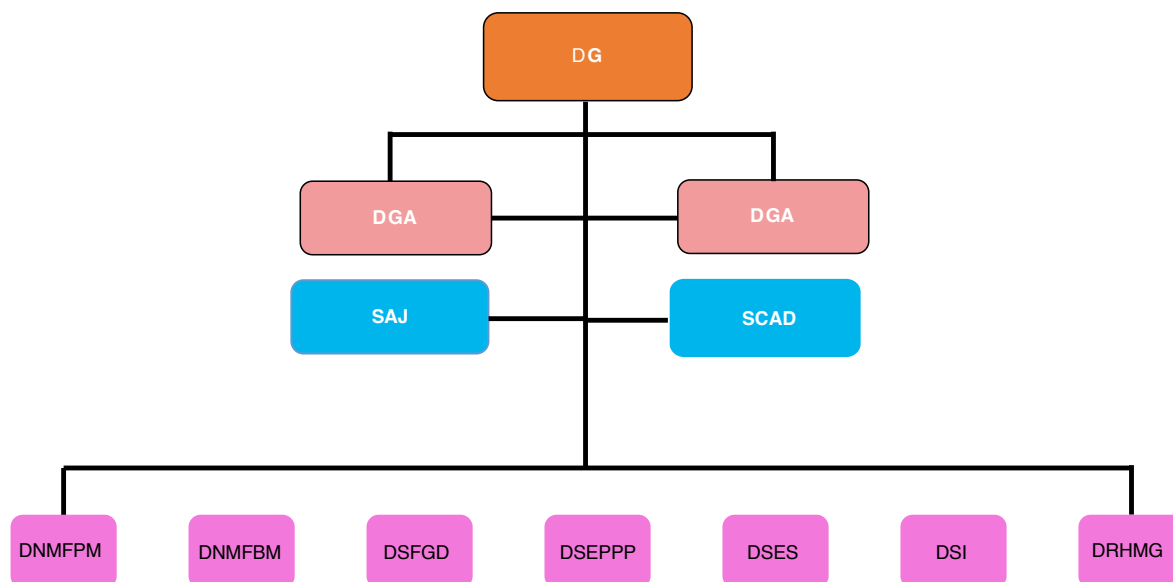 DG
DGA
DGA
SAJ
SCAD
DNMFPM
DNMFBM
DSFGD
DSEPPP
DSES
DSI
DRHMG